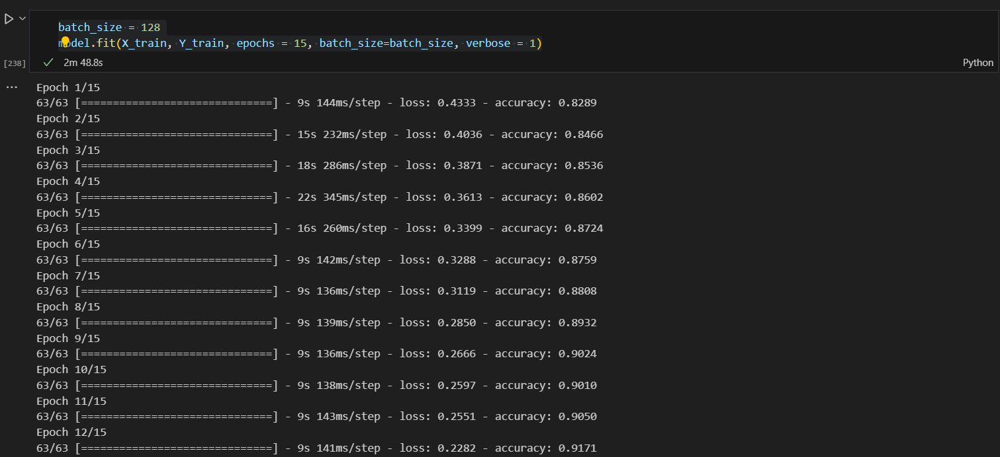 batch_size = 128
model.fit(X_train, Y_train, epochs = 15, batch_size=batch_size, verbose = 1)
[238]
2m 48.8s
Python
Epoch 1/15
63/63 [==============================] - 9s 144ms/step - loss: 0.4333 - accuracy: 0.8289
Epoch 2/15
63/63 [==============================] - 15s 232ms/step - loss: 0.4036 - accuracy: 0.8466
Epoch 3/15
63/63 [==============================] - 18s 286ms/step - loss: 0.3871 - accuracy: 0.8536
Epoch 4/15
63/63 [==============================] - 22s 345ms/step - loss: 0.3613 - accuracy: 0.8602
Epoch 5/15
63/63 [==============================] - 16s 260ms/step - loss: 0.3399 - accuracy: 0.8724
Epoch 6/15
63/63 [==============================] - 9s 142ms/step - loss: 0.3288 - accuracy: 0.8759
Epoch 7/15
63/63 [==============================] - 9s 136ms/step - loss: 0.3119 - accuracy: 0.8808
Epoch 8/15
63/63 [==============================] - 9s 139ms/step - loss: 0.2850 - accuracy: 0.8932
Epoch 9/15
63/63 [==============================] - 9s 136ms/step - loss: 0.2666 - accuracy: 0.9024
Epoch 10/15
63/63 [==============================] - 9s 138ms/step - loss: 0.2597 - accuracy: 0.9010
Epoch 11/15
63/63 [==============================] - 9s 143ms/step - loss: 0.2551 - accuracy: 0.9050
Epoch 12/15
63/63 [==============================] - 9s 141ms/step - loss: 0.2282 - accuracy: 0.9171